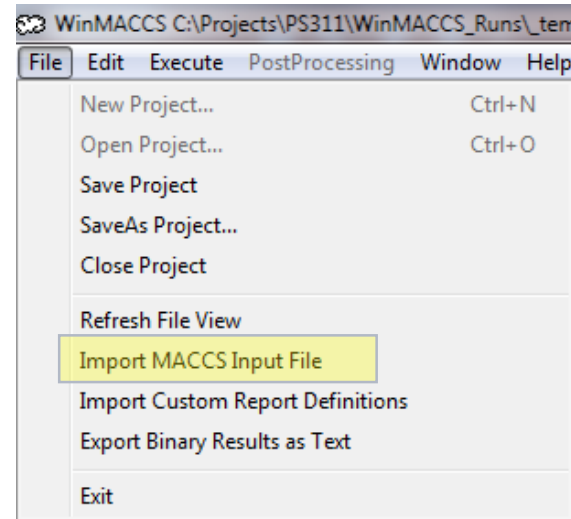 WinMACCS C:\Projects\PS311\WinMACCS_Runs\_tem
File Edit Execute PostProcessing Window Help
New Project... Ctrl+N
Open Project... Ctrl+O
Save Project
SaveAs Project...
Close Project
Refresh File View
Import MACCS Input File
Import Custom Report Definitions
Export Binary Results as Text
Exit